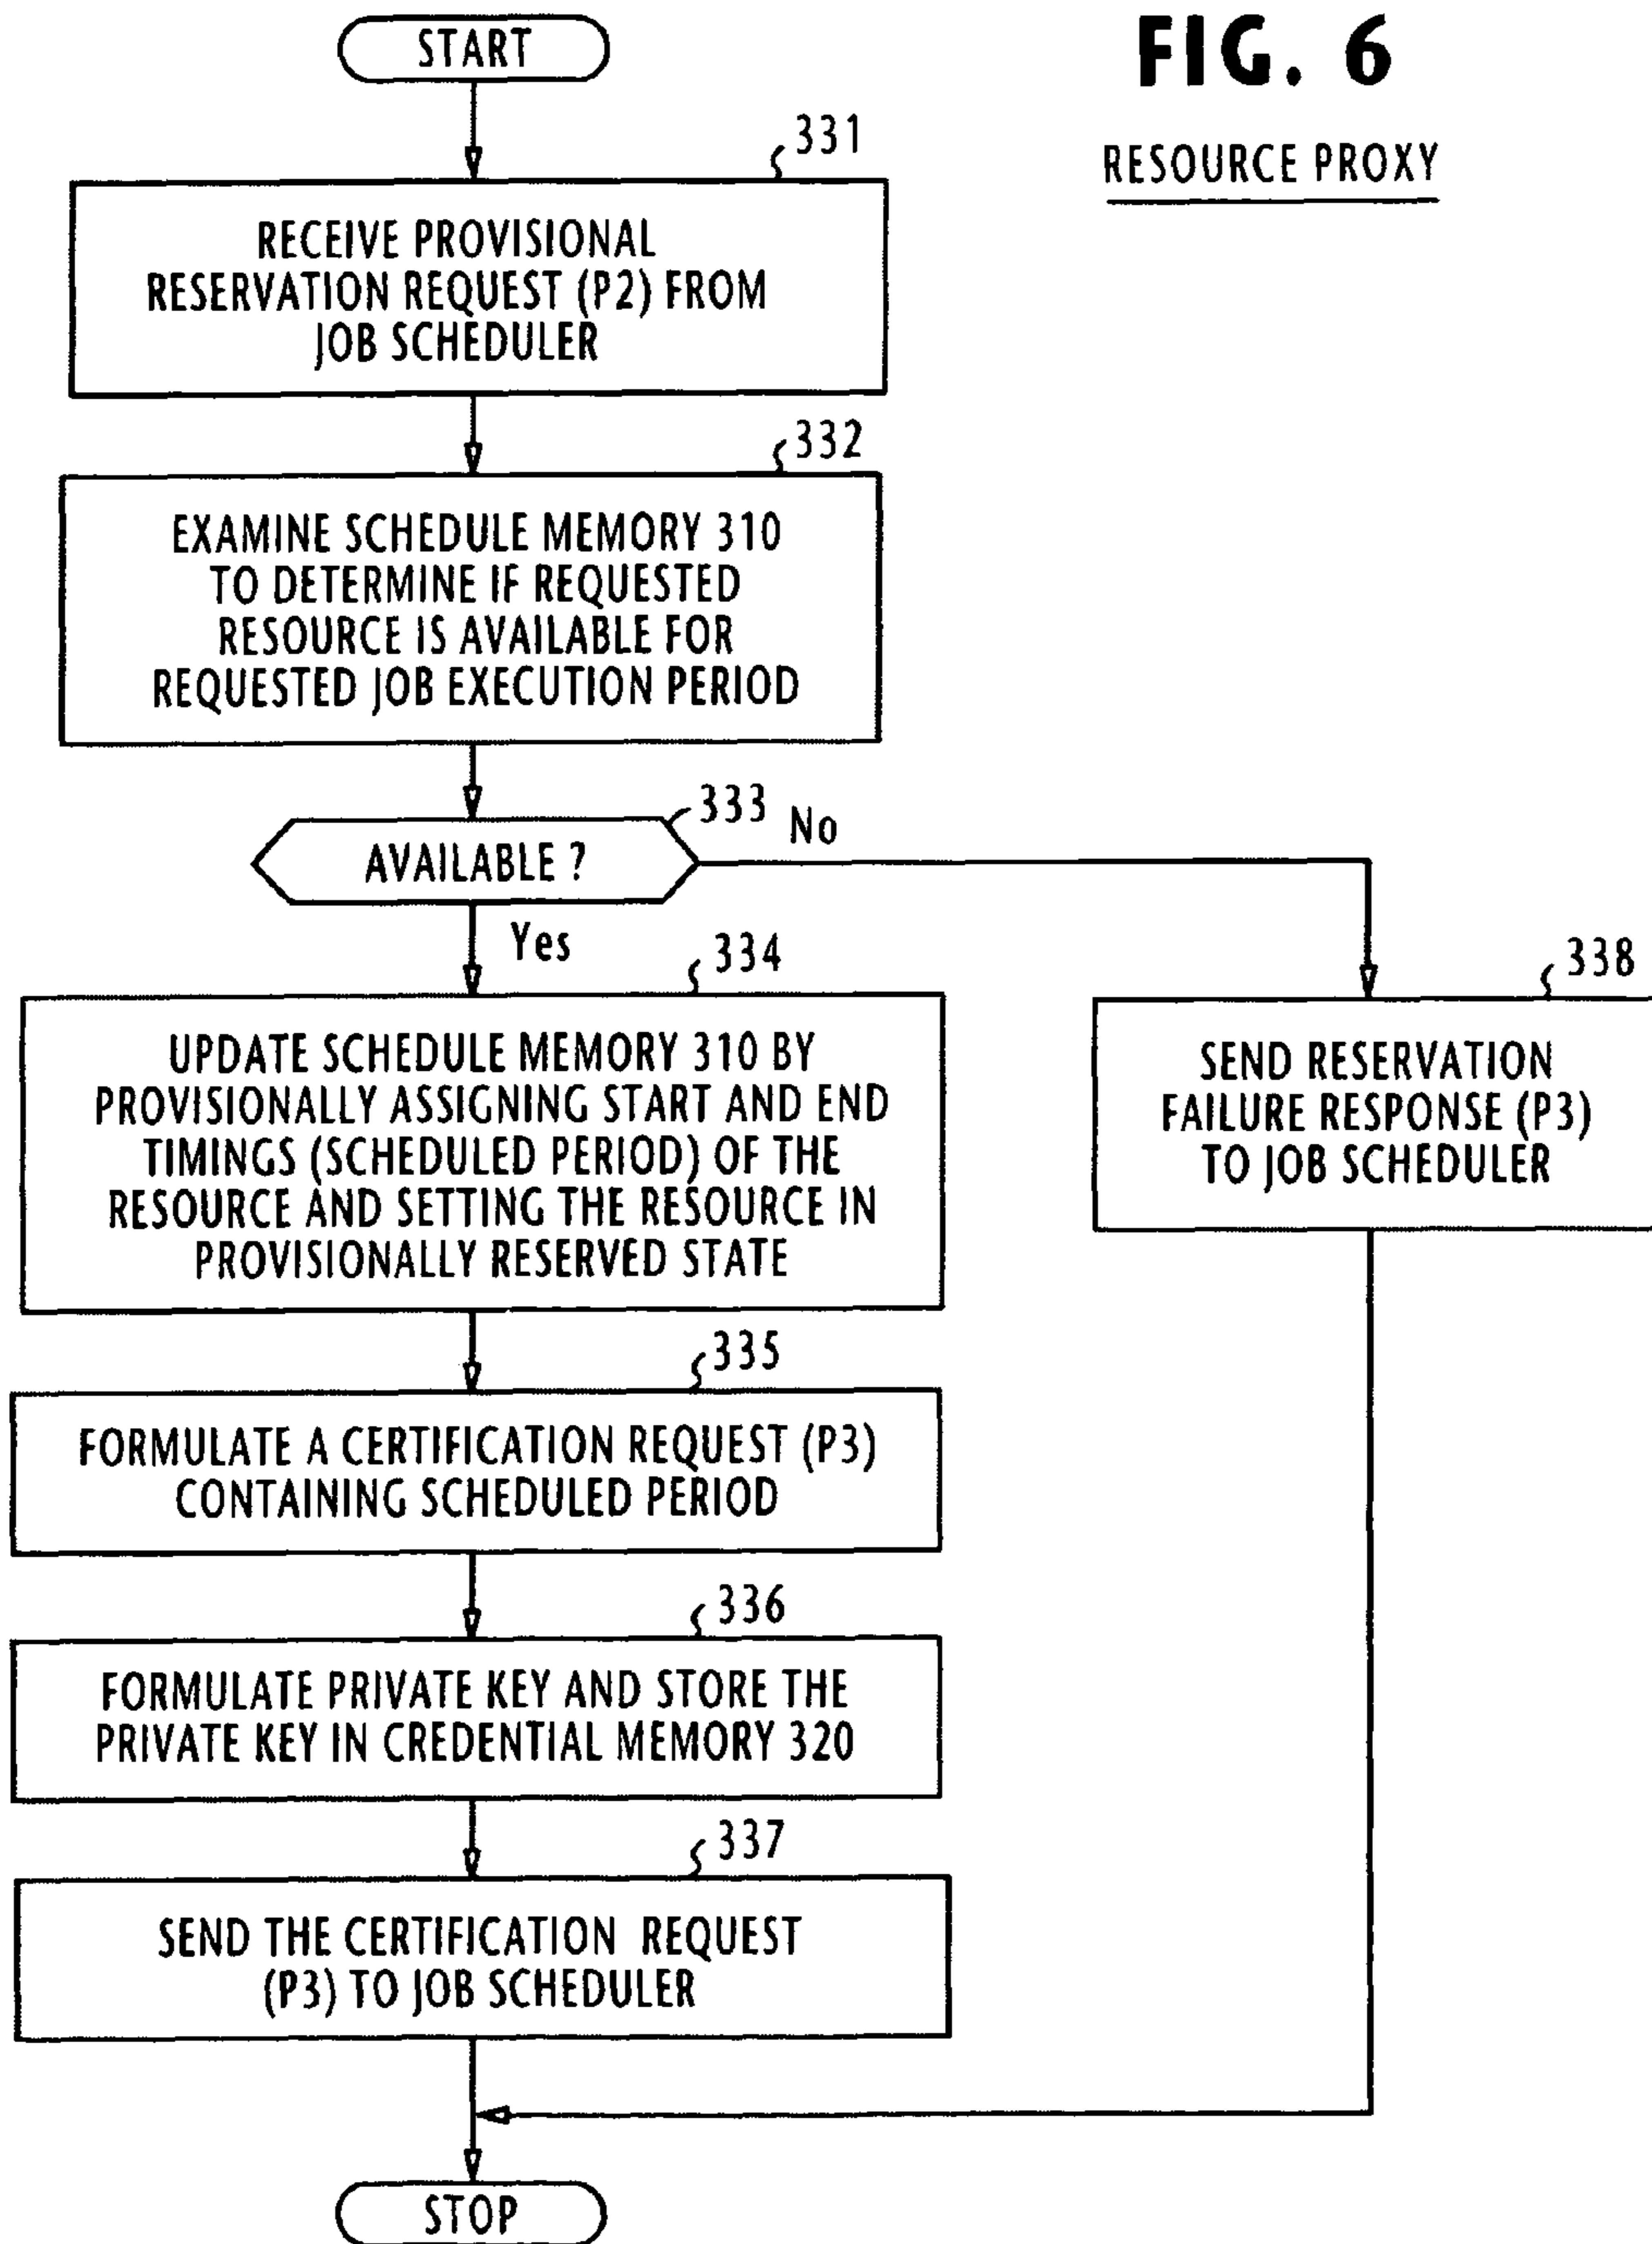 FIG. 6
RESOURCE PROXY
START
331
RECEIVE PROVISIONAL
RESERVATION REQUEST (P2) FROM
JOB SCHEDULER
332
EXAMINE SCHEDULE MEMORY 310
TO DETERMINE IF REQUESTED
RESOURCE IS AVAILABLE FOR
REQUESTED JOB EXECUTION PERIOD
333
No
AVAILABLE ?
Yes
334
UPDATE SCHEDULE MEMORY 310 BY
PROVISIONALLY ASSIGNING START AND END
TIMINGS (SCHEDULED PERIOD) OF THE
RESOURCE AND SETTING THE RESOURCE IN
PROVISIONALLY RESERVED STATE
338
SEND RESERVATION
FAILURE RESPONSE (P3)
TO JOB SCHEDULER
335
FORMULATE A CERTIFICATION REQUEST (P3)
CONTAINING SCHEDULED PERIOD
336
FORMULATE PRIVATE KEY AND STORE THE
PRIVATE KEY IN CREDENTIAL MEMORY 320
337
SEND THE CERTIFICATION REQUEST
(P3) TO JOB SCHEDULER
STOP